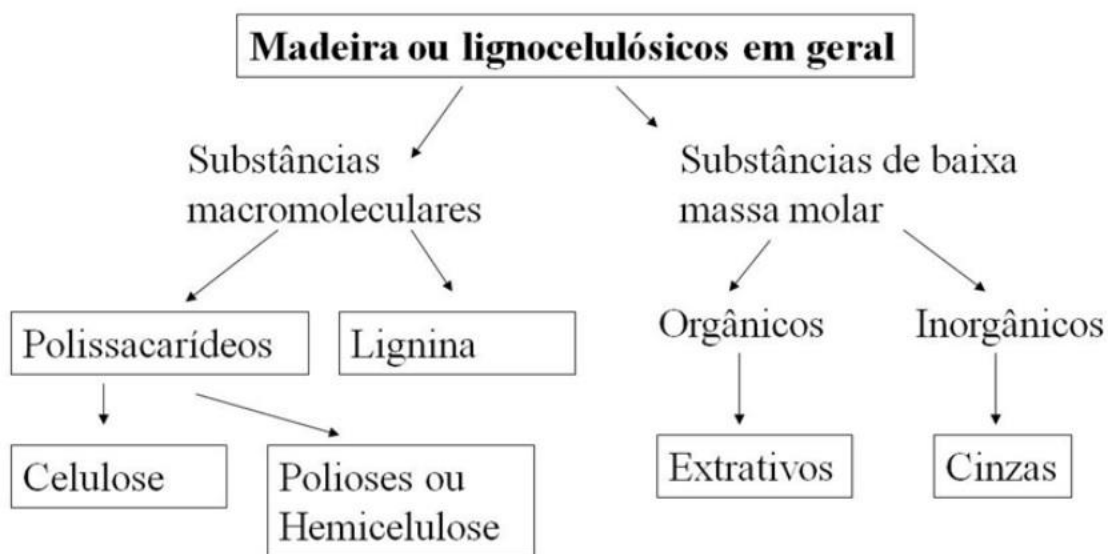 Madeira ou lignocelulósicos em geral
Substâncias
macromoleculares
Substâncias de baixa
massa molar
Polissacarídeos
Lignina
Orgânicos
Inorgânicos
Celulose
Polioses ou
Hemicelulose
Extrativos
Cinzas